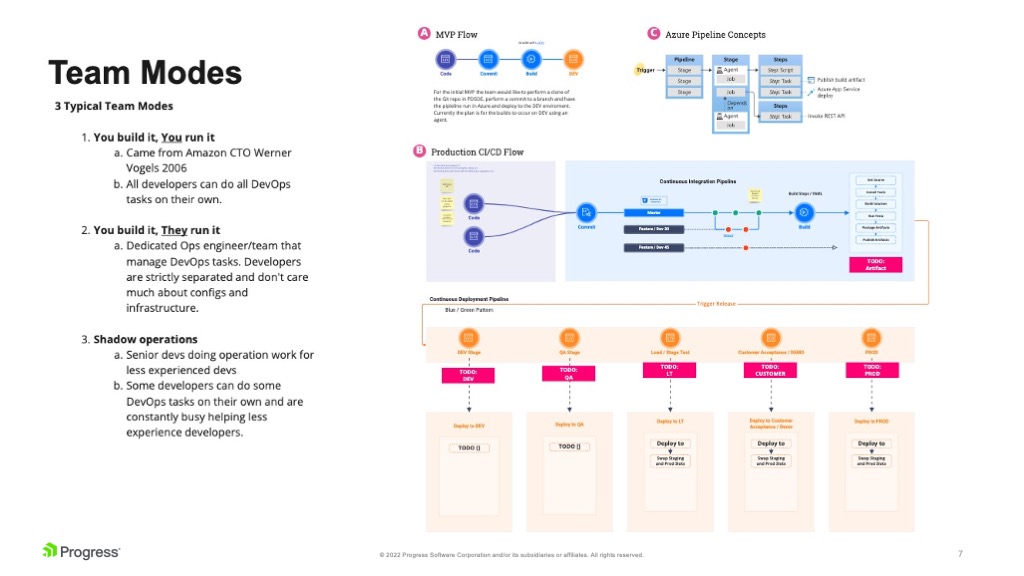 Team Modes
3 Typical Team Modes
1. You build it, You run it
a. Came from Amazon CTO Werner
Vogels 2006
b. All developers can do all DevOps
tasks on their own.
2. You build it, They run it
a. Dedicated Ops engineer/team that
manage DevOps tasks. Developers
are strictly separated and don't care
much about configs and
infrastructure.
3. Shadow operations
a. Senior devs doing operation work for
less experienced devs
b. Some developers can do some
DevOps tasks on their own and are
constantly busy helping less
experience developers.
A MVP Flow
Code
Commit
Build
DEV
For the initial MVP the team would like to perform a clone of
the Git repo in PDSOE, perform a commit to a branch and have
the pipeline run in Azure and deploy to the DEV enviroment.
Currently the plan is for the builds to occur on DEV using an
agent.
C Azure Pipeline Concepts
Trigger
Pipeline
Stage
Stage
Stage
Stage
Agent
Job
Job
Depends
on
Agent
Job
Steps
Step: Script
Step: Task
Step: Task
Steps
Step: Task
Publish build artifact
Azure App Service
deploy
Invoke REST API
B Production CI/CD Flow
Code
Code
Commit
Continuous Integration Pipeline
Master
Feature / Dev 30
Feature / Dev 45
Build Steps / YAML
Build
Run Tests
Package Artifacts
Publish Artifacts
TODO:
Artifact
Trigger Release
Continuous Deployment Pipeline
Blue / Green Pattern
DEV Stage
QA Stage
Load / Stage Test
Customer Acceptance / DEMO
PROD
TODO:
DEV
TODO:
QA
TODO:
LT
TODO:
CUSTOMER
TODO:
PROD
Deploy to DEV
TODO []
Deploy to QA
TODO []
Deploy to LT
Deploy to
Swap Staging
and Prod Slots
Deploy to Customer
Acceptance / Demo
Deploy to
Swap Staging
and Prod Slots
Deploy to PROD
Deploy to
Swap Staging
and Prod Slots
Progress
© 2022 Progress Software Corporation and/or its subsidiaries or affiliates. All rights reserved.
7